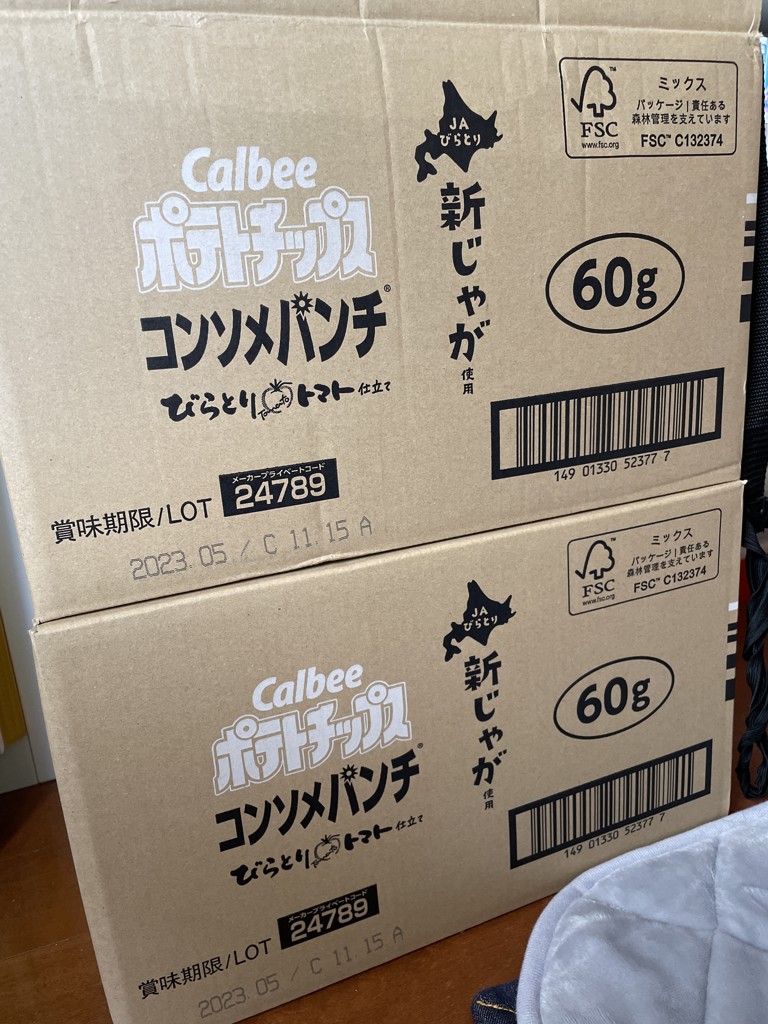 Calbee
ポテトチップス
コンソメパンチ®
びらとりトマト仕立て
Tomato
JA
びらとり
新じゃが使用
FSC™
www.fsc.org
ミックス
パッケージ|責任ある
森林管理を支えています
FSC™ C132374
60g
149 01330 52377 7
メーカープライベートコード
24789
賞味期限/LOT
2023.05 / C 11.15 A
Calbee
ポテトチップス
コンソメパンチ®
びらとりトマト仕立て
Tomato
JA
びらとり
新じゃが使用
FSC™
www.fsc.org
ミックス
パッケージ|責任ある
森林管理を支えています
FSC™ C132374
60g
149 01330 52377 7
メーカープライベートコード
24789
賞味期限/LOT
2023.05 / C 11.15 A